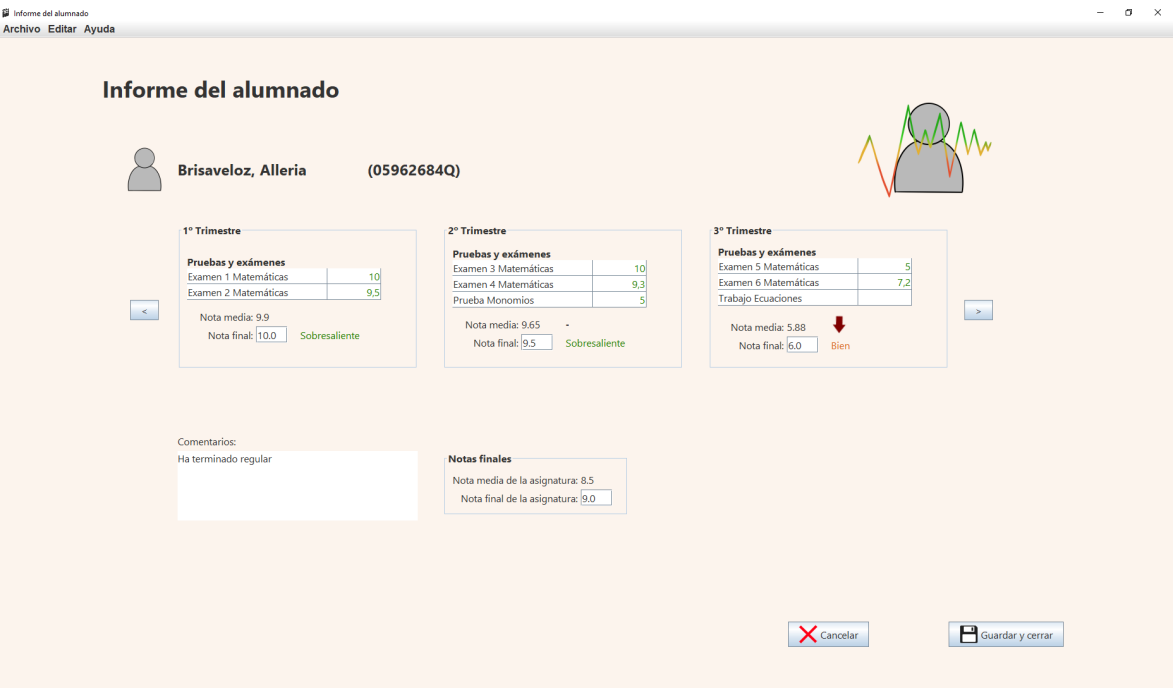 Informe del alumnado
Archivo Editar Ayuda
Informe del alumnado
Brisaveloz, Alleria (05962684Q)
1º Trimestre
Pruebas y exámenes
Examen 1 Matemáticas 10
Examen 2 Matemáticas 9,5
Nota media: 9.9
Nota final: 10.0 Sobresaliente
2º Trimestre
Pruebas y exámenes
Examen 3 Matemáticas 10
Examen 4 Matemáticas 9,3
Prueba Monomios 5
Nota media: 9.65 -
Nota final: 9.5 Sobresaliente
3º Trimestre
Pruebas y exámenes
Examen 5 Matemáticas 5
Examen 6 Matemáticas 7,2
Trabajo Ecuaciones
Nota media: 5.88
Nota final: 6.0 Bien
<
>
Comentarios:
Ha terminado regular
Notas finales
Nota media de la asignatura: 8.5
Nota final de la asignatura: 9.0
Cancelar
Guardar y cerrar